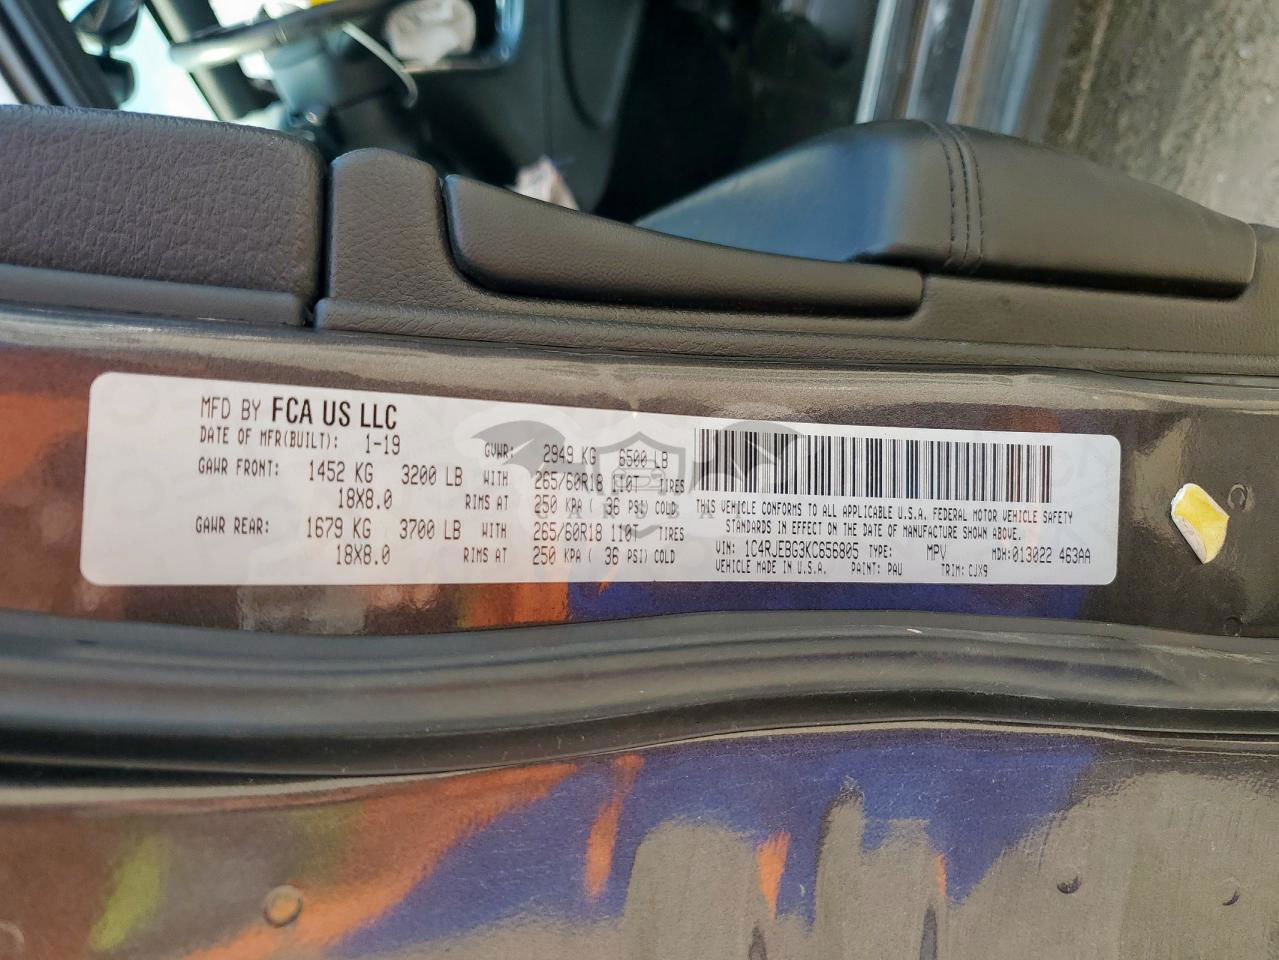 MFD BY FCA US LLC
DATE OF MFR(BUILT): 1-19 GVWR: 2949 KG 6500 LB
GAWR FRONT: 1452 KG 3200 LB WITH 265/60R18 110T TIRES
18X8.0 RIMS AT 250 KPA ( 36 PSI) COLD
GAWR REAR: 1679 KG 3700 LB WITH 265/60R18 110T TIRES
18X8.0 RIMS AT 250 KPA ( 36 PSI) COLD
THIS VEHICLE CONFORMS TO ALL APPLICABLE U.S.A. FEDERAL MOTOR VEHICLE SAFETY
STANDARDS IN EFFECT ON THE DATE OF MANUFACTURE SHOWN ABOVE.
VIN: 1C4RJEBG3KC656805 TYPE: MPV MDH:013022 463AA
VEHICLE MADE IN U.S.A. PAINT: PAU TRIM: CJX9